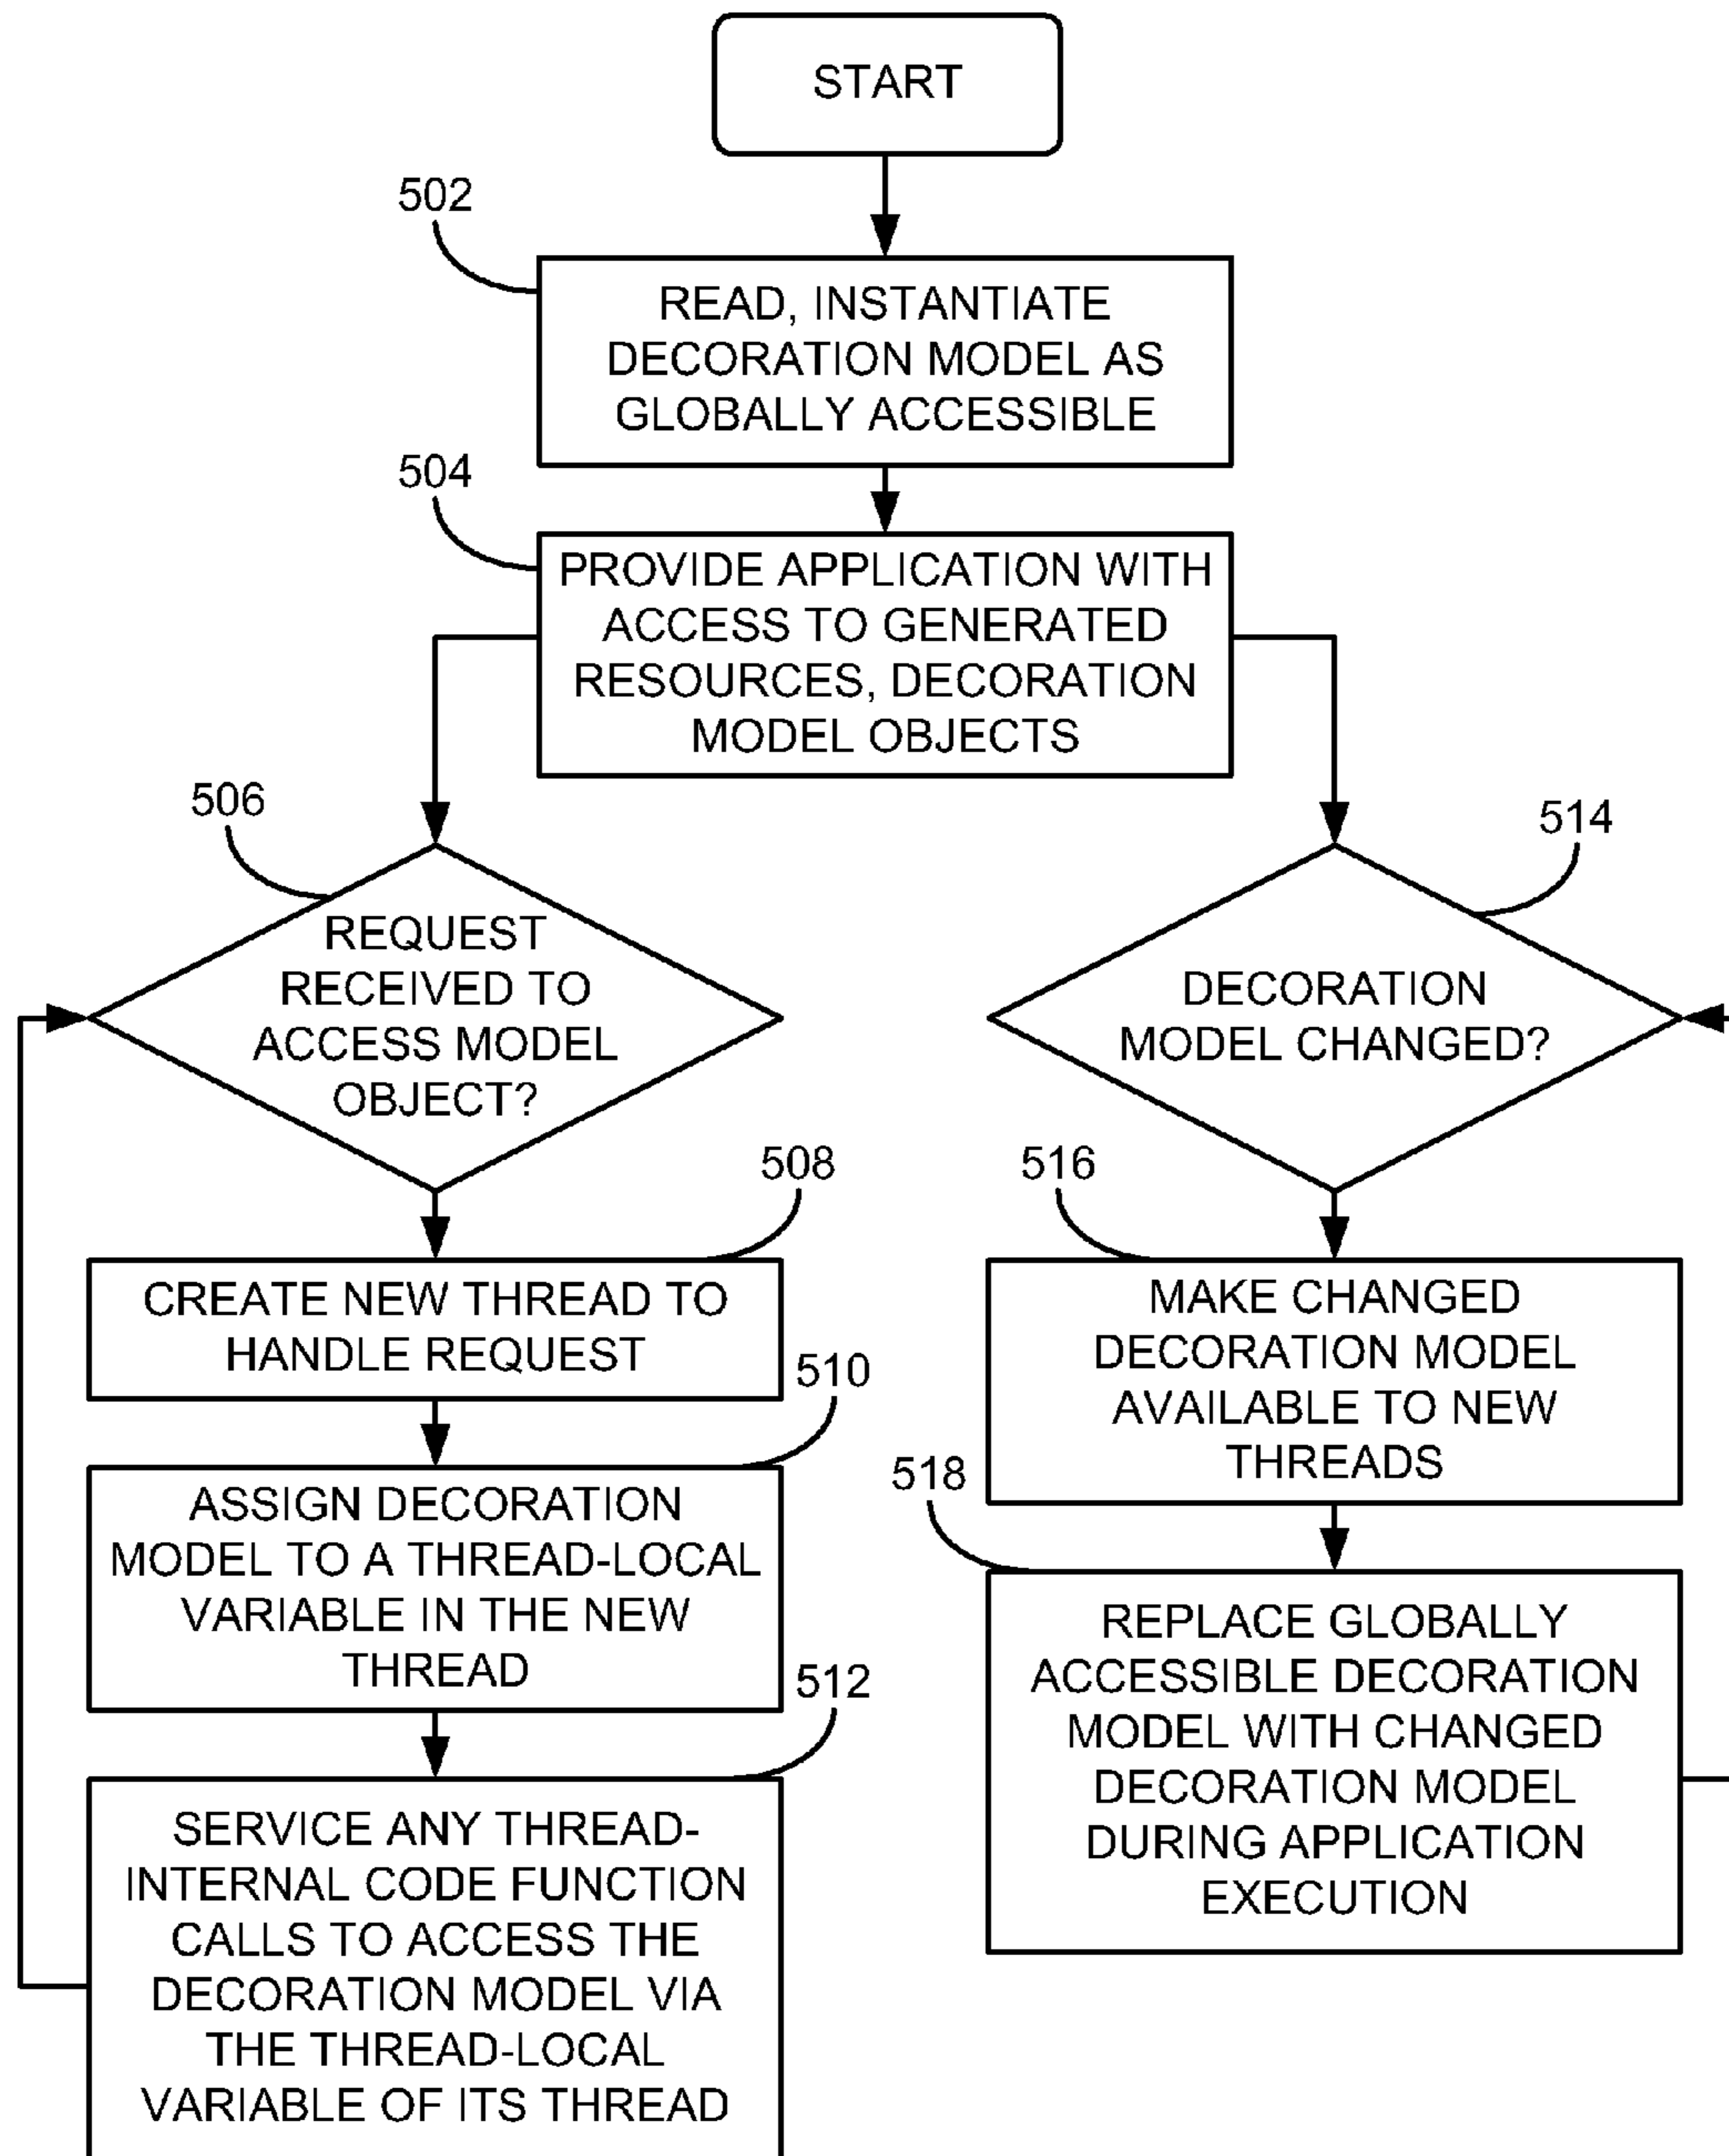 START
502
READ, INSTANTIATE
DECORATION MODEL AS
GLOBALLY ACCESSIBLE
504
PROVIDE APPLICATION WITH
ACCESS TO GENERATED
RESOURCES, DECORATION
MODEL OBJECTS
506
REQUEST
RECEIVED TO
ACCESS MODEL
OBJECT?
508
CREATE NEW THREAD TO
HANDLE REQUEST
510
ASSIGN DECORATION
MODEL TO A THREAD-LOCAL
VARIABLE IN THE NEW
THREAD
512
SERVICE ANY THREAD-
INTERNAL CODE FUNCTION
CALLS TO ACCESS THE
DECORATION MODEL VIA
THE THREAD-LOCAL
VARIABLE OF ITS THREAD
514
DECORATION
MODEL CHANGED?
516
MAKE CHANGED
DECORATION MODEL
AVAILABLE TO NEW
THREADS
518
REPLACE GLOBALLY
ACCESSIBLE DECORATION
MODEL WITH CHANGED
DECORATION MODEL
DURING APPLICATION
EXECUTION